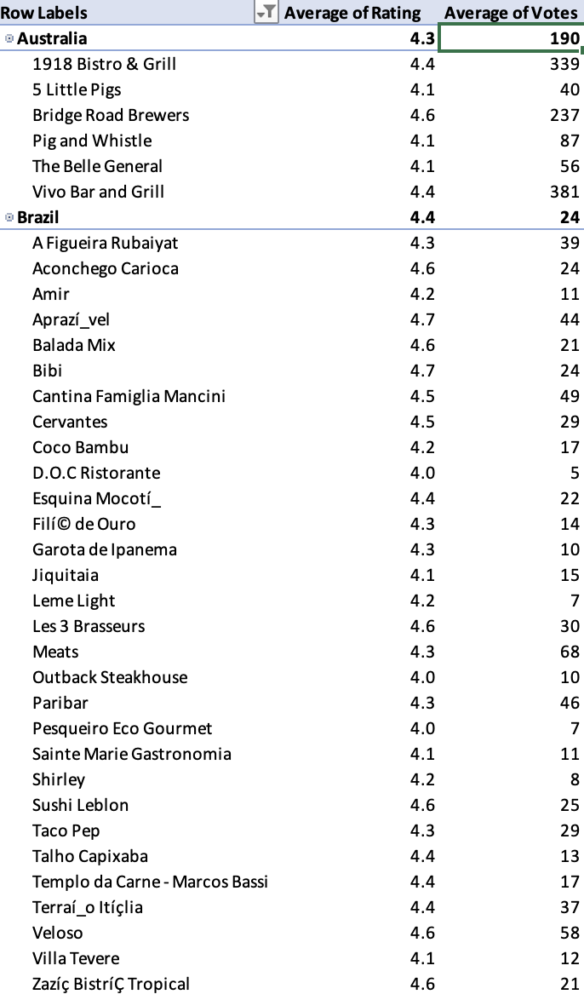 Row Labels Average of Rating Average of Votes
Australia 4.3 190
1918 Bistro & Grill 4.4 339
5 Little Pigs 4.1 40
Bridge Road Brewers 4.6 237
Pig and Whistle 4.1 87
The Belle General 4.1 56
Vivo Bar and Grill 4.4 381
Brazil 4.4 24
A Figueira Rubaiyat 4.3 39
Aconchego Carioca 4.6 24
Amir 4.2 11
Aprazí_vel 4.7 44
Balada Mix 4.6 21
Bibi 4.7 24
Cantina Famiglia Mancini 4.5 49
Cervantes 4.5 29
Coco Bambu 4.2 17
D.O.C Ristorante 4.0 5
Esquina Mocotí_ 4.4 22
Filí© de Ouro 4.3 14
Garota de Ipanema 4.3 10
Jiquitaia 4.1 15
Leme Light 4.2 7
Les 3 Brasseurs 4.6 30
Meats 4.3 68
Outback Steakhouse 4.0 10
Paribar 4.3 46
Pesqueiro Eco Gourmet 4.0 7
Sainte Marie Gastronomia 4.1 11
Shirley 4.2 8
Sushi Leblon 4.6 25
Taco Pep 4.3 29
Talho Capixaba 4.4 13
Templo da Carne - Marcos Bassi 4.4 17
Terraí_o Itíçlia 4.4 37
Veloso 4.6 58
Villa Tevere 4.1 12
Zazíç BistríÇ Tropical 4.6 21